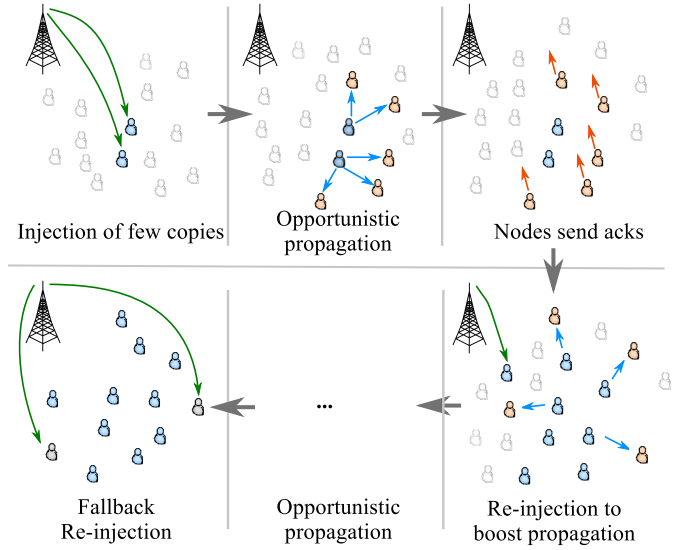 Injection of few copies
Opportunistic
propagation
Nodes send acks
Fallback
Re-injection
...
Opportunistic
propagation
Re-injection to
boost propagation